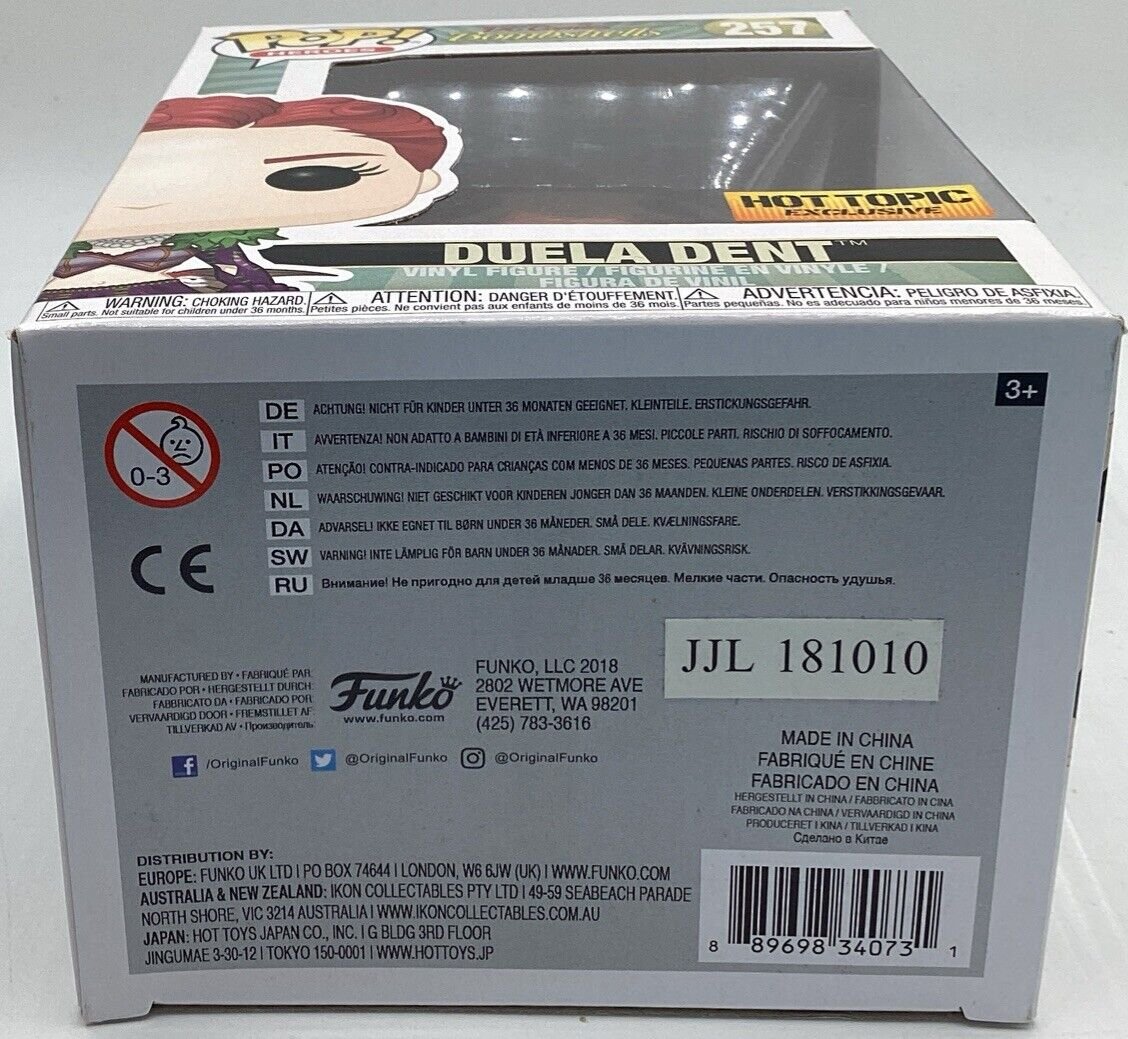 POP!
HEROES
Bombshells
257
HOT TOPIC
EXCLUSIVE
DUELA DENT™
VINYL FIGURE / FIGURINE EN VINYLE /
FIGURA DE VINIL
WARNING: CHOKING HAZARD.
Small parts. Not suitable for children under 36 months.
ATTENTION: DANGER D'ÉTOUFFEMENT.
Petites pièces. Ne convient pas aux enfants de moins de 36 mois.
ADVERTENCIA: PELIGRO DE ASFIXIA.
Partes pequeñas. No es adecuado para niños menores de 36 meses.
3+
0-3
DE ACHTUNG! NICHT FÜR KINDER UNTER 36 MONATEN GEEIGNET. KLEINTEILE. ERSTICKUNGSGEFAHR.
IT AVVERTENZA! NON ADATTO A BAMBINI DI ETÀ INFERIORE A 36 MESI. PICCOLE PARTI. RISCHIO DI SOFFOCAMENTO.
PO ATENÇÃO! CONTRA-INDICADO PARA CRIANÇAS COM MENOS DE 36 MESES. PEQUENAS PARTES. RISCO DE ASFIXIA.
NL WAARSCHUWING! NIET GESCHIKT VOOR KINDEREN JONGER DAN 36 MAANDEN. KLEINE ONDERDELEN. VERSTIKKINGSGEVAAR.
DA ADVARSEL! IKKE EGNET TIL BØRN UNDER 36 MÅNEDER. SMÅ DELE. KVÆLNINGSFARE.
SW VARNING! INTE LÄMPLIG FÖR BARN UNDER 36 MÅNADER. SMÅ DELAR. KVÄVNINGSRISK.
RU Внимание! Не пригодно для детей младше 36 месяцев. Мелкие части. Опасность удушья.
CE
MANUFACTURED BY • FABRIQUÉ PAR
FABRICADO POR • HERGESTELLT DURCH
FABBRICATO DA • FABRICADO POR
VERVAARDIGD DOOR • FREMSTILLET AF
TILLVERKAD AV • Производитель
Funko
www.funko.com
FUNKO, LLC 2018
2802 WETMORE AVE
EVERETT, WA 98201
(425) 783-3616
JJL 181010
/OriginalFunko @OriginalFunko @OriginalFunko
MADE IN CHINA
FABRIQUÉ EN CHINE
FABRICADO EN CHINA
HERGESTELLT IN CHINA / FABBRICATO IN CINA
FABRICADO NA CHINA / VERVAARDIGD IN CHINA
PRODUCERET I KINA / TILLVERKAD I KINA
Сделано в Китае
DISTRIBUTION BY:
EUROPE: FUNKO UK LTD | PO BOX 74644 | LONDON, W6 6JW (UK) | WWW.FUNKO.COM
AUSTRALIA & NEW ZEALAND: IKON COLLECTABLES PTY LTD | 49-59 SEABEACH PARADE
NORTH SHORE, VIC 3214 AUSTRALIA | WWW.IKONCOLLECTABLES.COM.AU
JAPAN: HOT TOYS JAPAN CO., INC. | G BLDG 3RD FLOOR
JINGUMAE 3-30-12 | TOKYO 150-0001 | WWW.HOTTOYS.JP
8 89698 34073 1